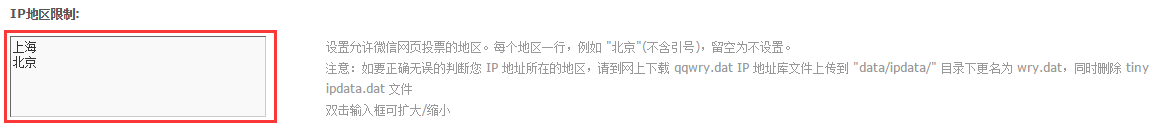 IP地区限制:
上海
北京
设置允许微信网页投票的地区。每个地区一行，例如 "北京"(不含引号)，留空为不设置。
注意：如要正确无误的判断您 IP 地址所在的地区，请到网上下载 qqwry.dat IP 地址库文件上传到 "data/ipdata/" 目录下更名为 wry.dat，同时删除 tiny
ipdata.dat 文件
双击输入框可扩大/缩小